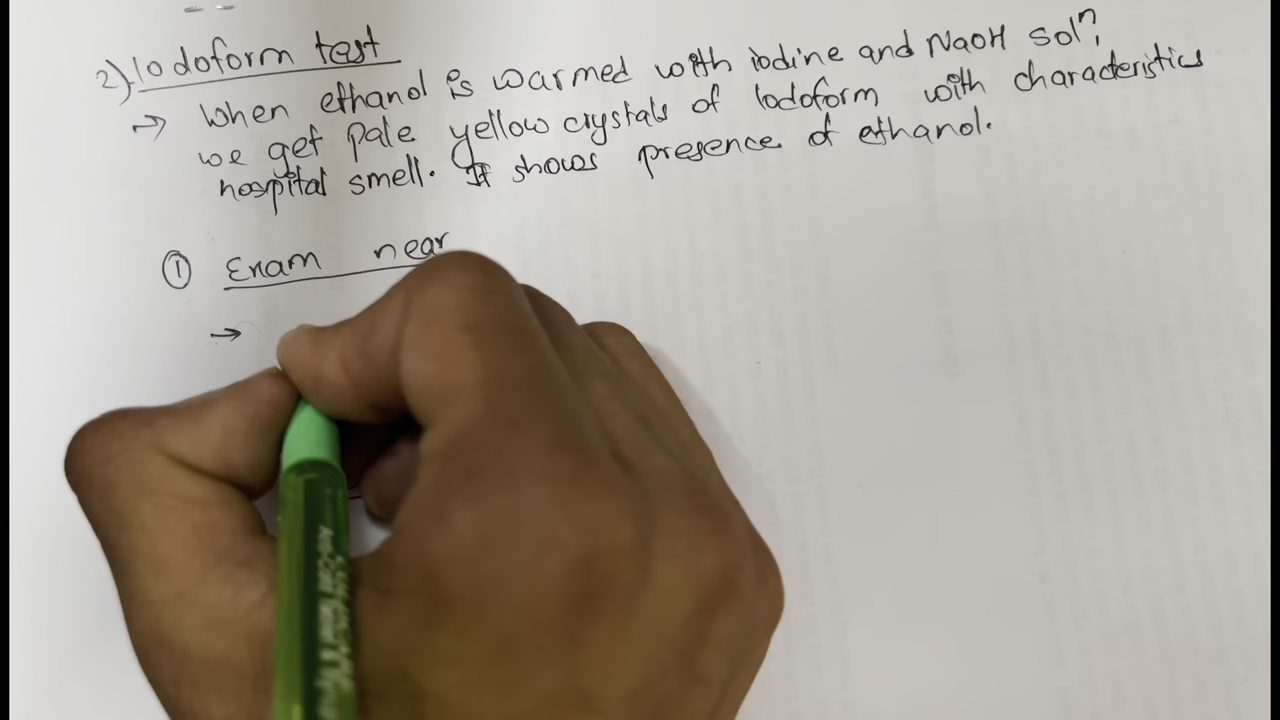 2) Iodoform test
→ When ethanol is warmed with iodine and NaOH solⁿ,
we get pale yellow crystals of Iodoform with characteristics
hospital smell. It shows presence of ethanol.
① Exam near
→